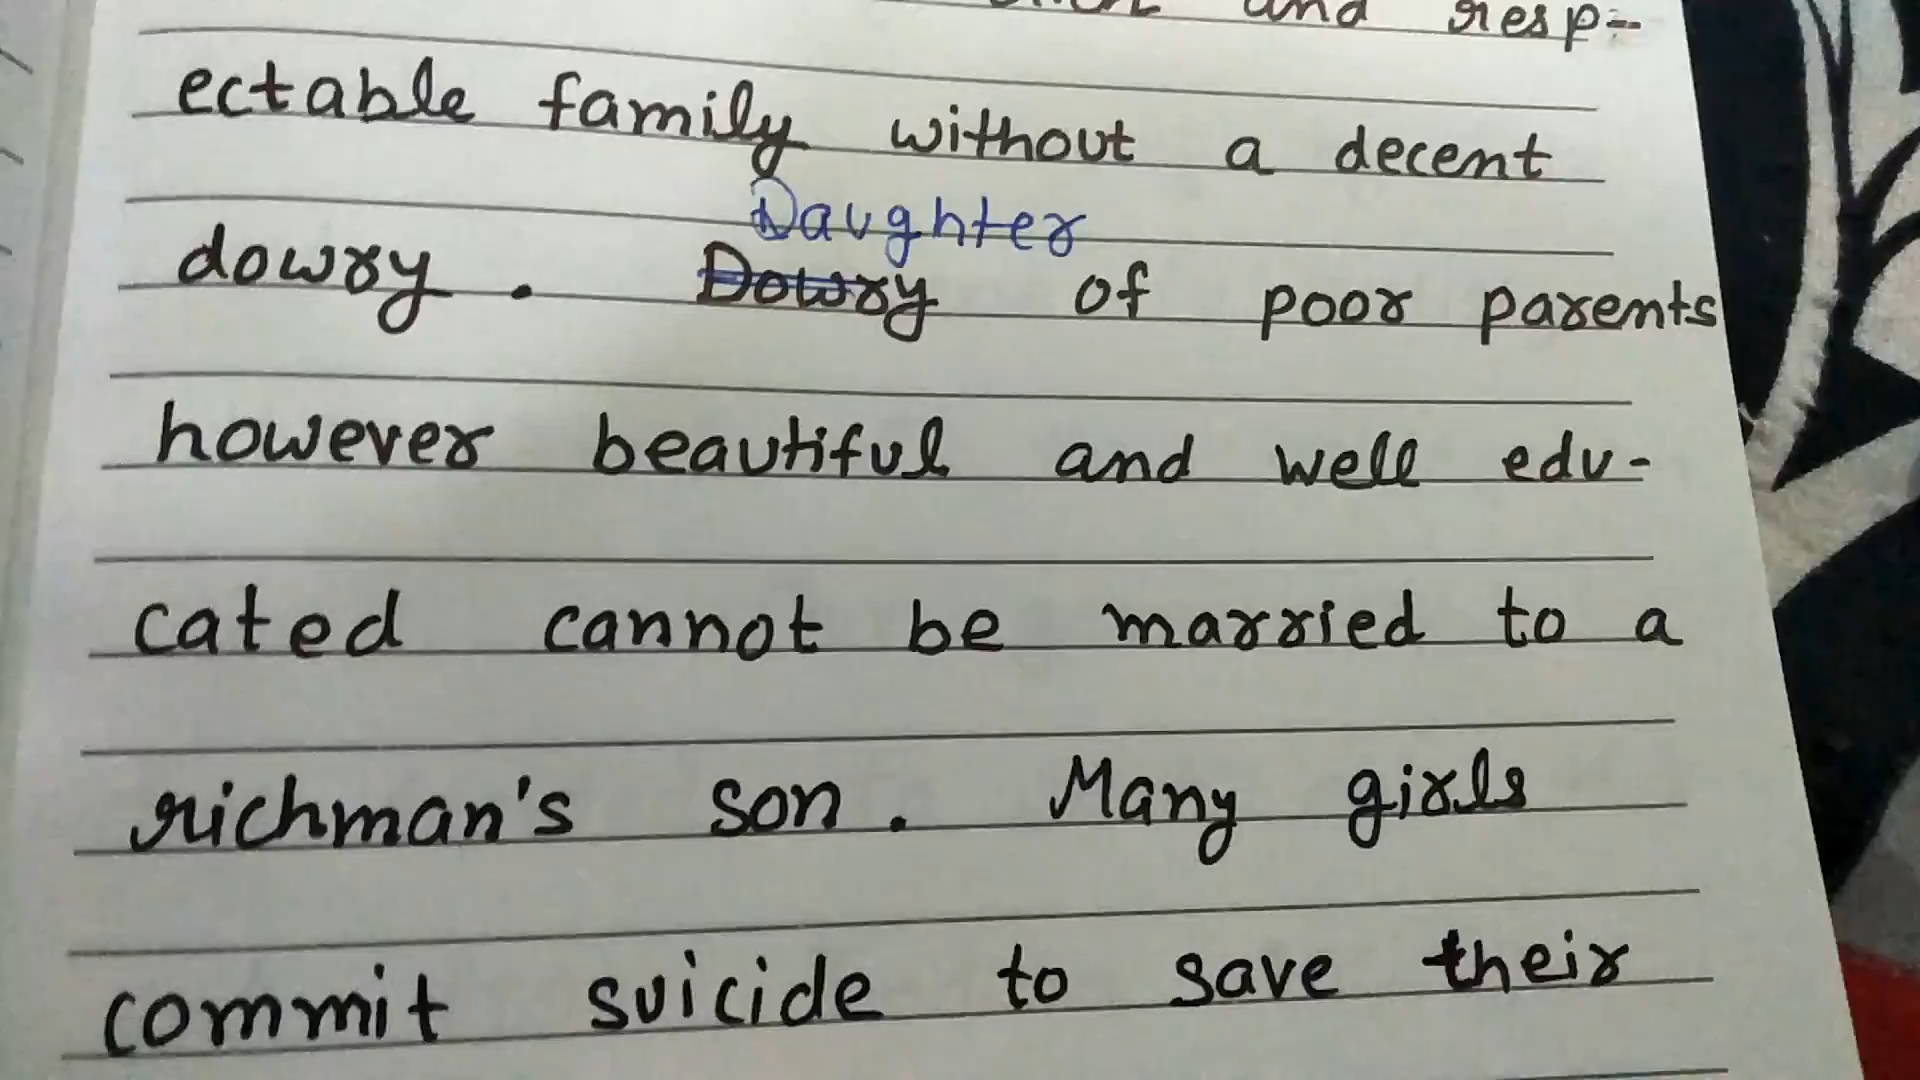 and resp-
ectable family without a decent
Daughter
dowry. Dowry of poor parents
however beautiful and well edu-
cated cannot be married to a
richman's son. Many girls
commit suicide to save their